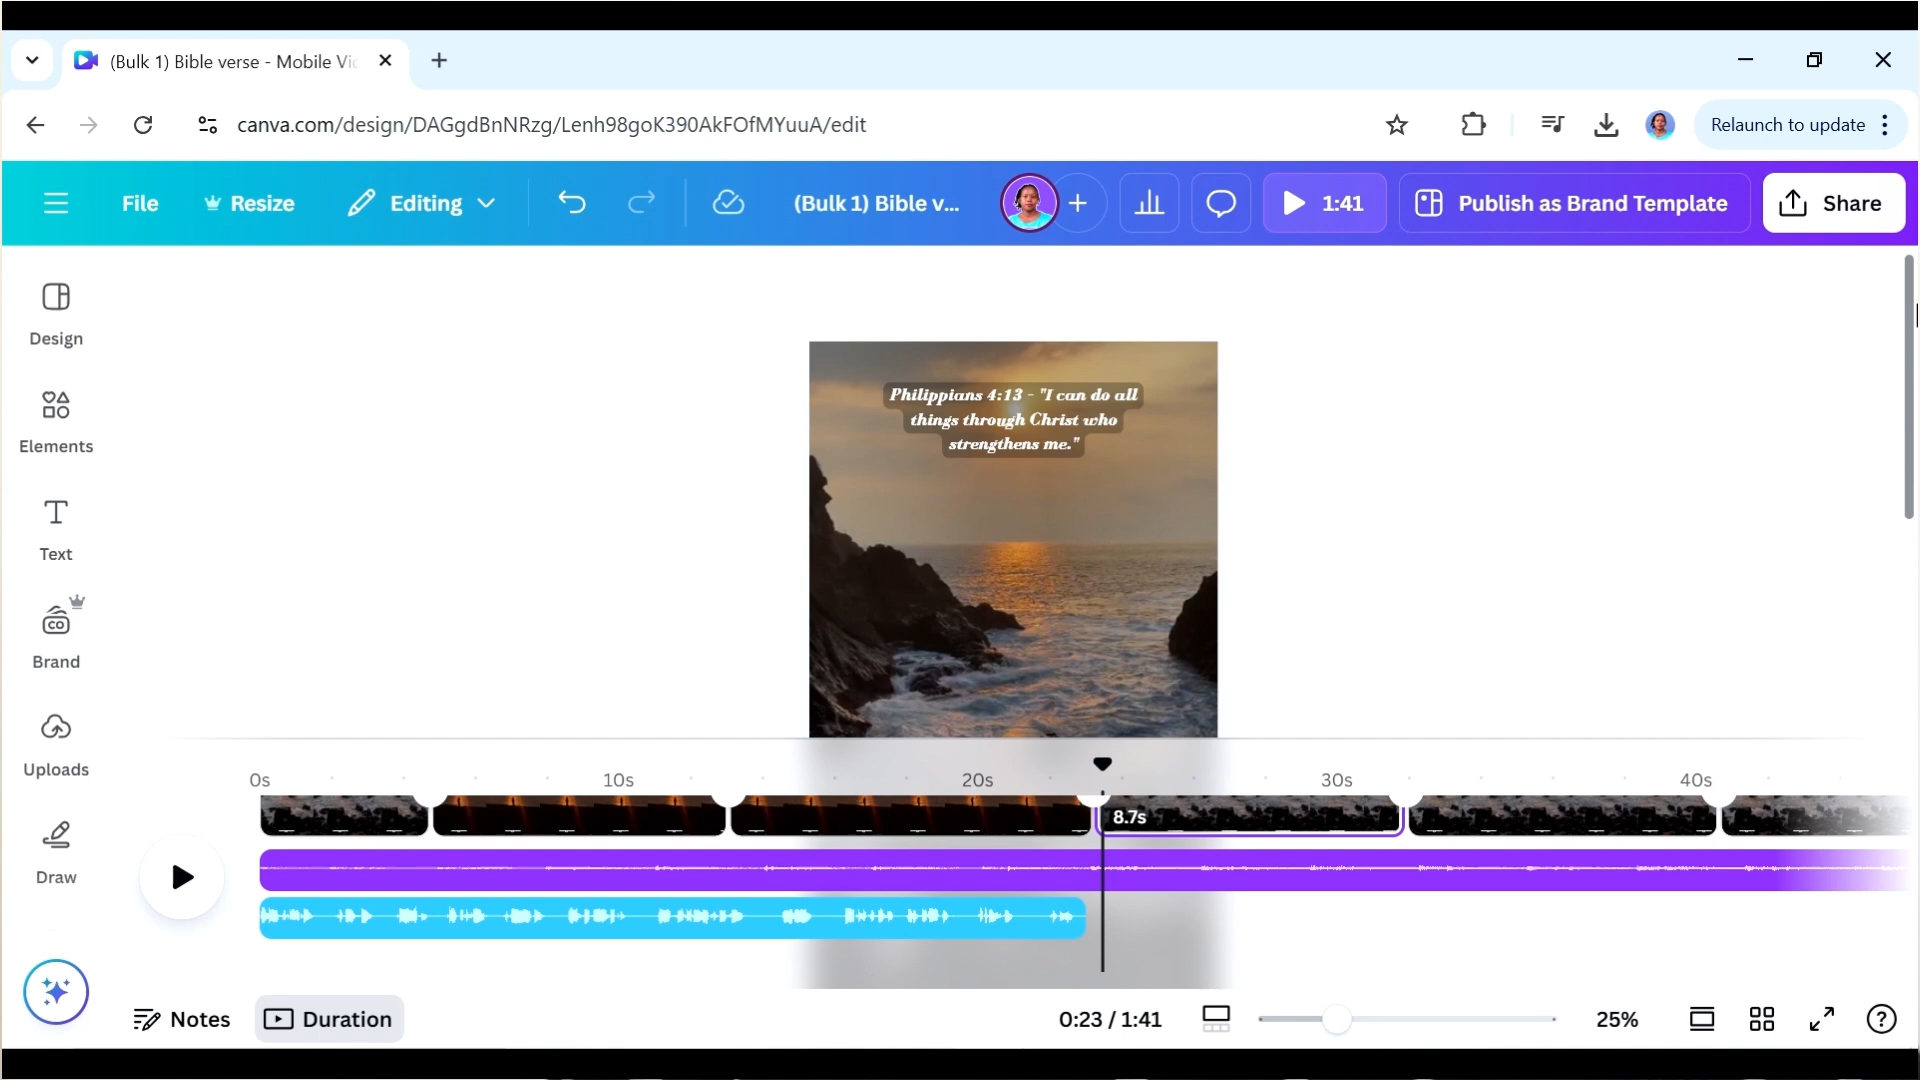 (Bulk 1) Bible verse - Mobile Vi
canva.com/design/DAGgdBnNRzg/Lenh98goK390AkFOfMYuuA/edit
Relaunch to update
File
Resize
Editing
(Bulk 1) Bible v...
1:41
Publish as Brand Template
Share
Design
Elements
Text
Brand
Uploads
Draw
Philippians 4:13 - "I can do all
things through Christ who
strengthens me."
0s
10s
20s
30s
40s
8.7s
Notes
Duration
0:23 / 1:41
25%